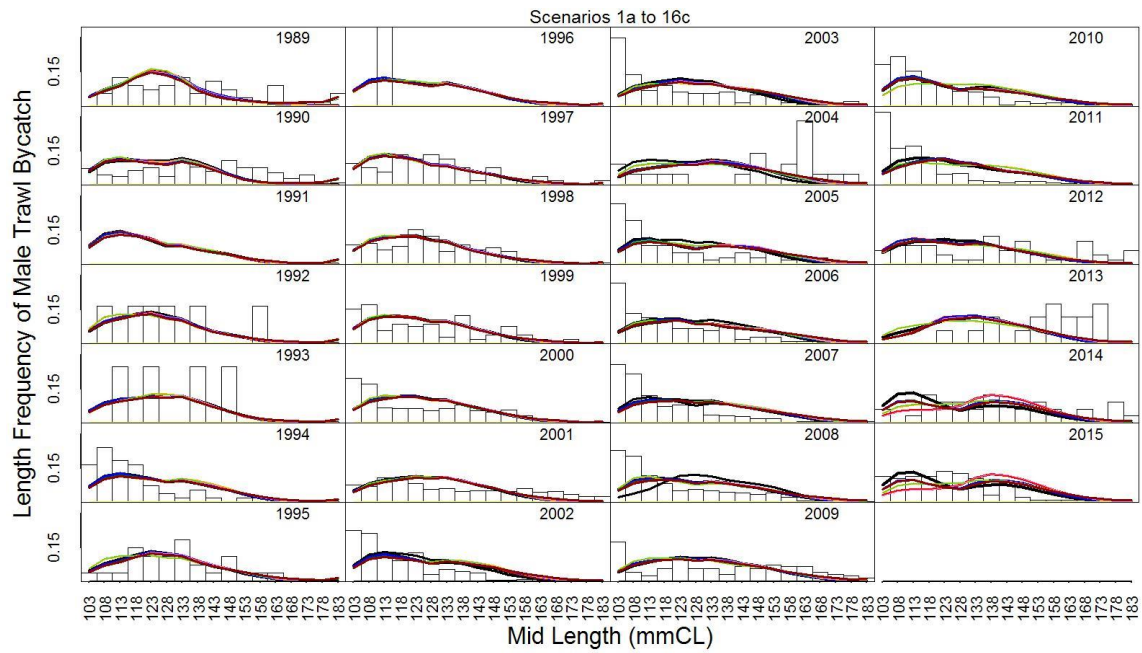 Scenarios 1a to 16c
Length Frequency of Male Trawl Bycatch
1989 1996 2003 2010
0.15
1990 1997 2004 2011
0.15
1991 1998 2005 2012
0.15
1992 1999 2006 2013
0.15
1993 2000 2007 2014
0.15
1994 2001 2008 2015
0.15
1995 2002 2009
0.15
103 108 113 118 123 128 133 138 143 148 153 158 163 168 173 178 183 103 108 113 118 123 128 133 138 143 148 153 158 163 168 173 178 183 103 108 113 118 123 128 133 138 143 148 153 158 163 168 173 178 183 103 108 113 118 123 128 133 138 143 148 153 158 163 168 173 178 183
Mid Length (mmCL)